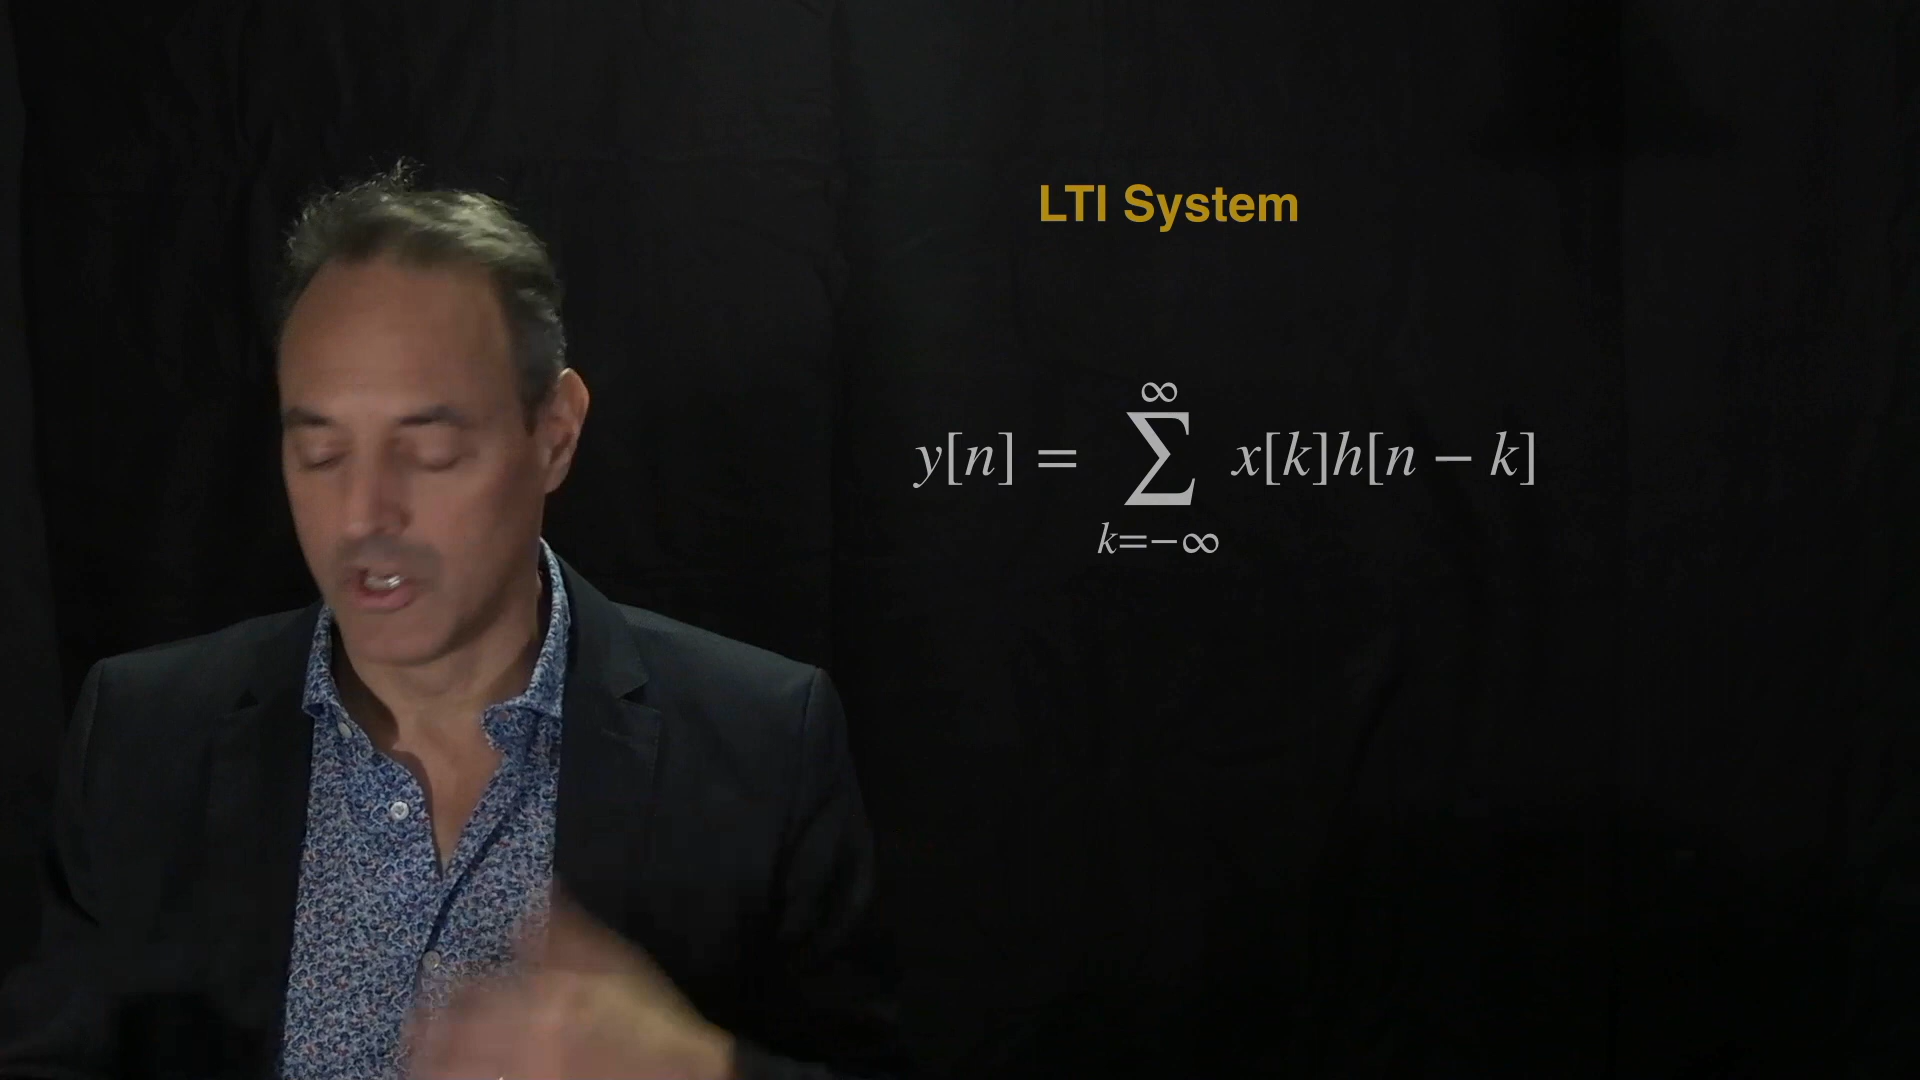 LTI System
y[n] = ∑_{k=−∞}^{∞} x[k]h[n − k]